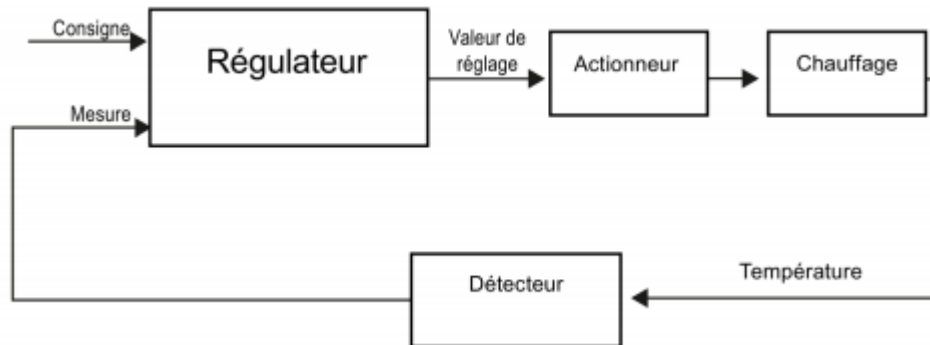 Consigne
Régulateur
Valeur de
réglage
Actionneur
Chauffage
Mesure
Détecteur
Température